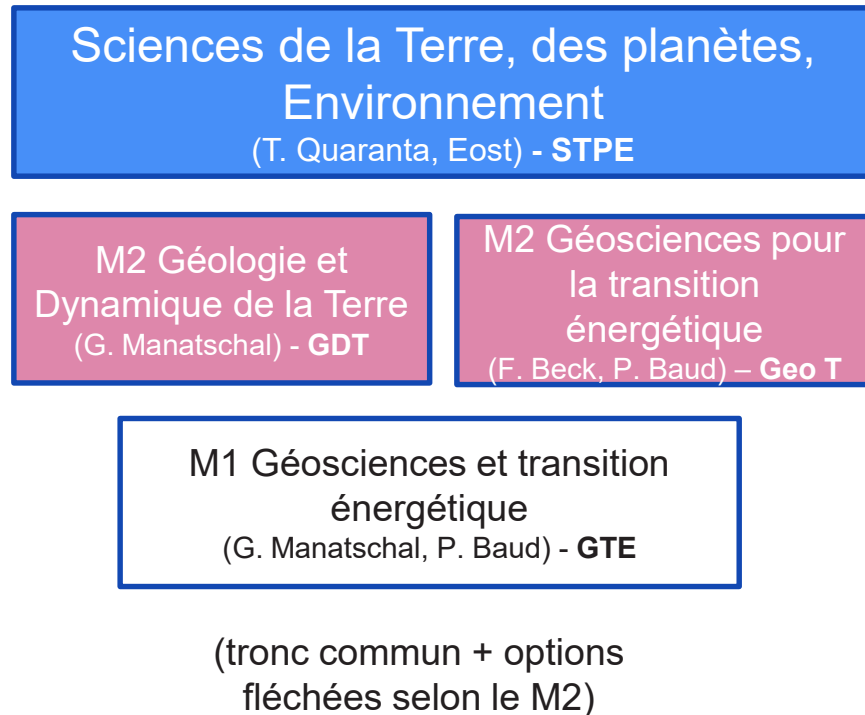 Sciences de la Terre, des planètes,
Environnement
(T. Quaranta, Eost) - STPE
M2 Géologie et
Dynamique de la Terre
(G. Manatschal) - GDT
M2 Géosciences pour
la transition
énergétique
(F. Beck, P. Baud) – Geo T
M1 Géosciences et transition
énergétique
(G. Manatschal, P. Baud) - GTE
(tronc commun + options
fléchées selon le M2)